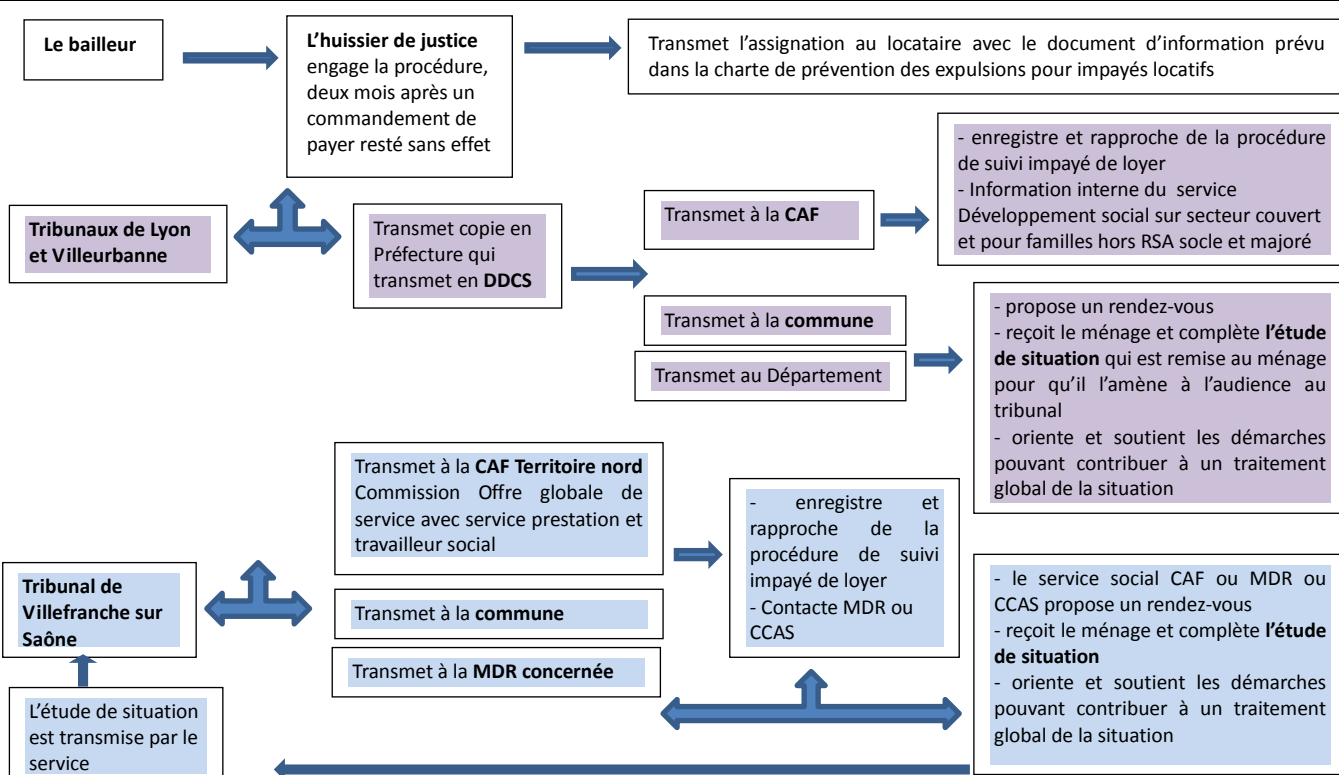 Le bailleur
L’huissier de justice
engage la procédure,
deux mois après un
commandement de
payer resté sans effet
Transmet l’assignation au locataire avec le document d’information prévu
dans la charte de prévention des expulsions pour impayés locatifs
Tribunaux de Lyon
et Villeurbanne
Transmet copie en
Préfecture qui
transmet en DDCS
Transmet à la CAF
- enregistre et rapproche de la procédure
de suivi impayé de loyer
- Information interne du service
Développement social sur secteur couvert
et pour familles hors RSA socle et majoré
Transmet à la commune
Transmet au Département
- propose un rendez-vous
- reçoit le ménage et complète l’étude
de situation qui est remise au ménage
pour qu’il l’amène à l’audience au
tribunal
- oriente et soutient les démarches
pouvant contribuer à un traitement
global de la situation
Tribunal de
Villefranche sur
Saône
Transmet à la CAF Territoire nord
Commission Offre globale de
service avec service prestation et
travailleur social
Transmet à la commune
Transmet à la MDR concernée
- enregistre et
rapproche de la
procédure de suivi
impayé de loyer
- Contacte MDR ou
CCAS
- le service social CAF ou MDR ou
CCAS propose un rendez-vous
- reçoit le ménage et complète l’étude
de situation
- oriente et soutient les démarches
pouvant contribuer à un traitement
global de la situation
L’étude de situation
est transmise par le
service